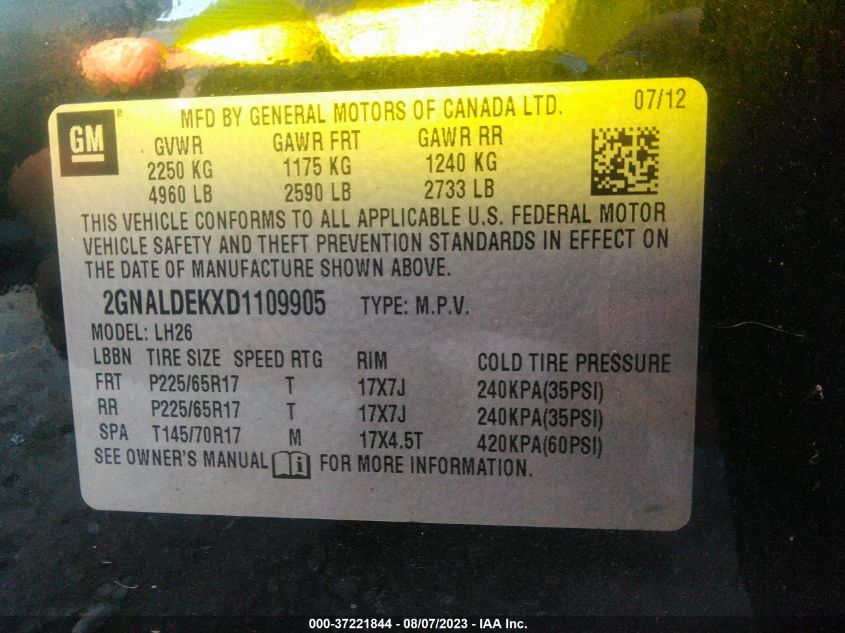 MFD BY GENERAL MOTORS OF CANADA LTD. 07/12
GM ®
GVWR GAWR FRT GAWR RR
2250 KG 1175 KG 1240 KG
4960 LB 2590 LB 2733 LB
THIS VEHICLE CONFORMS TO ALL APPLICABLE U.S. FEDERAL MOTOR
VEHICLE SAFETY AND THEFT PREVENTION STANDARDS IN EFFECT ON
THE DATE OF MANUFACTURE SHOWN ABOVE.
2GNALDEKXD1109905 TYPE: M.P.V.
MODEL: LH26
LBBN TIRE SIZE SPEED RTG RIM COLD TIRE PRESSURE
FRT P225/65R17 T 17X7J 240KPA(35PSI)
RR P225/65R17 T 17X7J 240KPA(35PSI)
SPA T145/70R17 M 17X4.5T 420KPA(60PSI)
SEE OWNER'S MANUAL i FOR MORE INFORMATION.
000-37221844 - 08/07/2023 - IAA Inc.